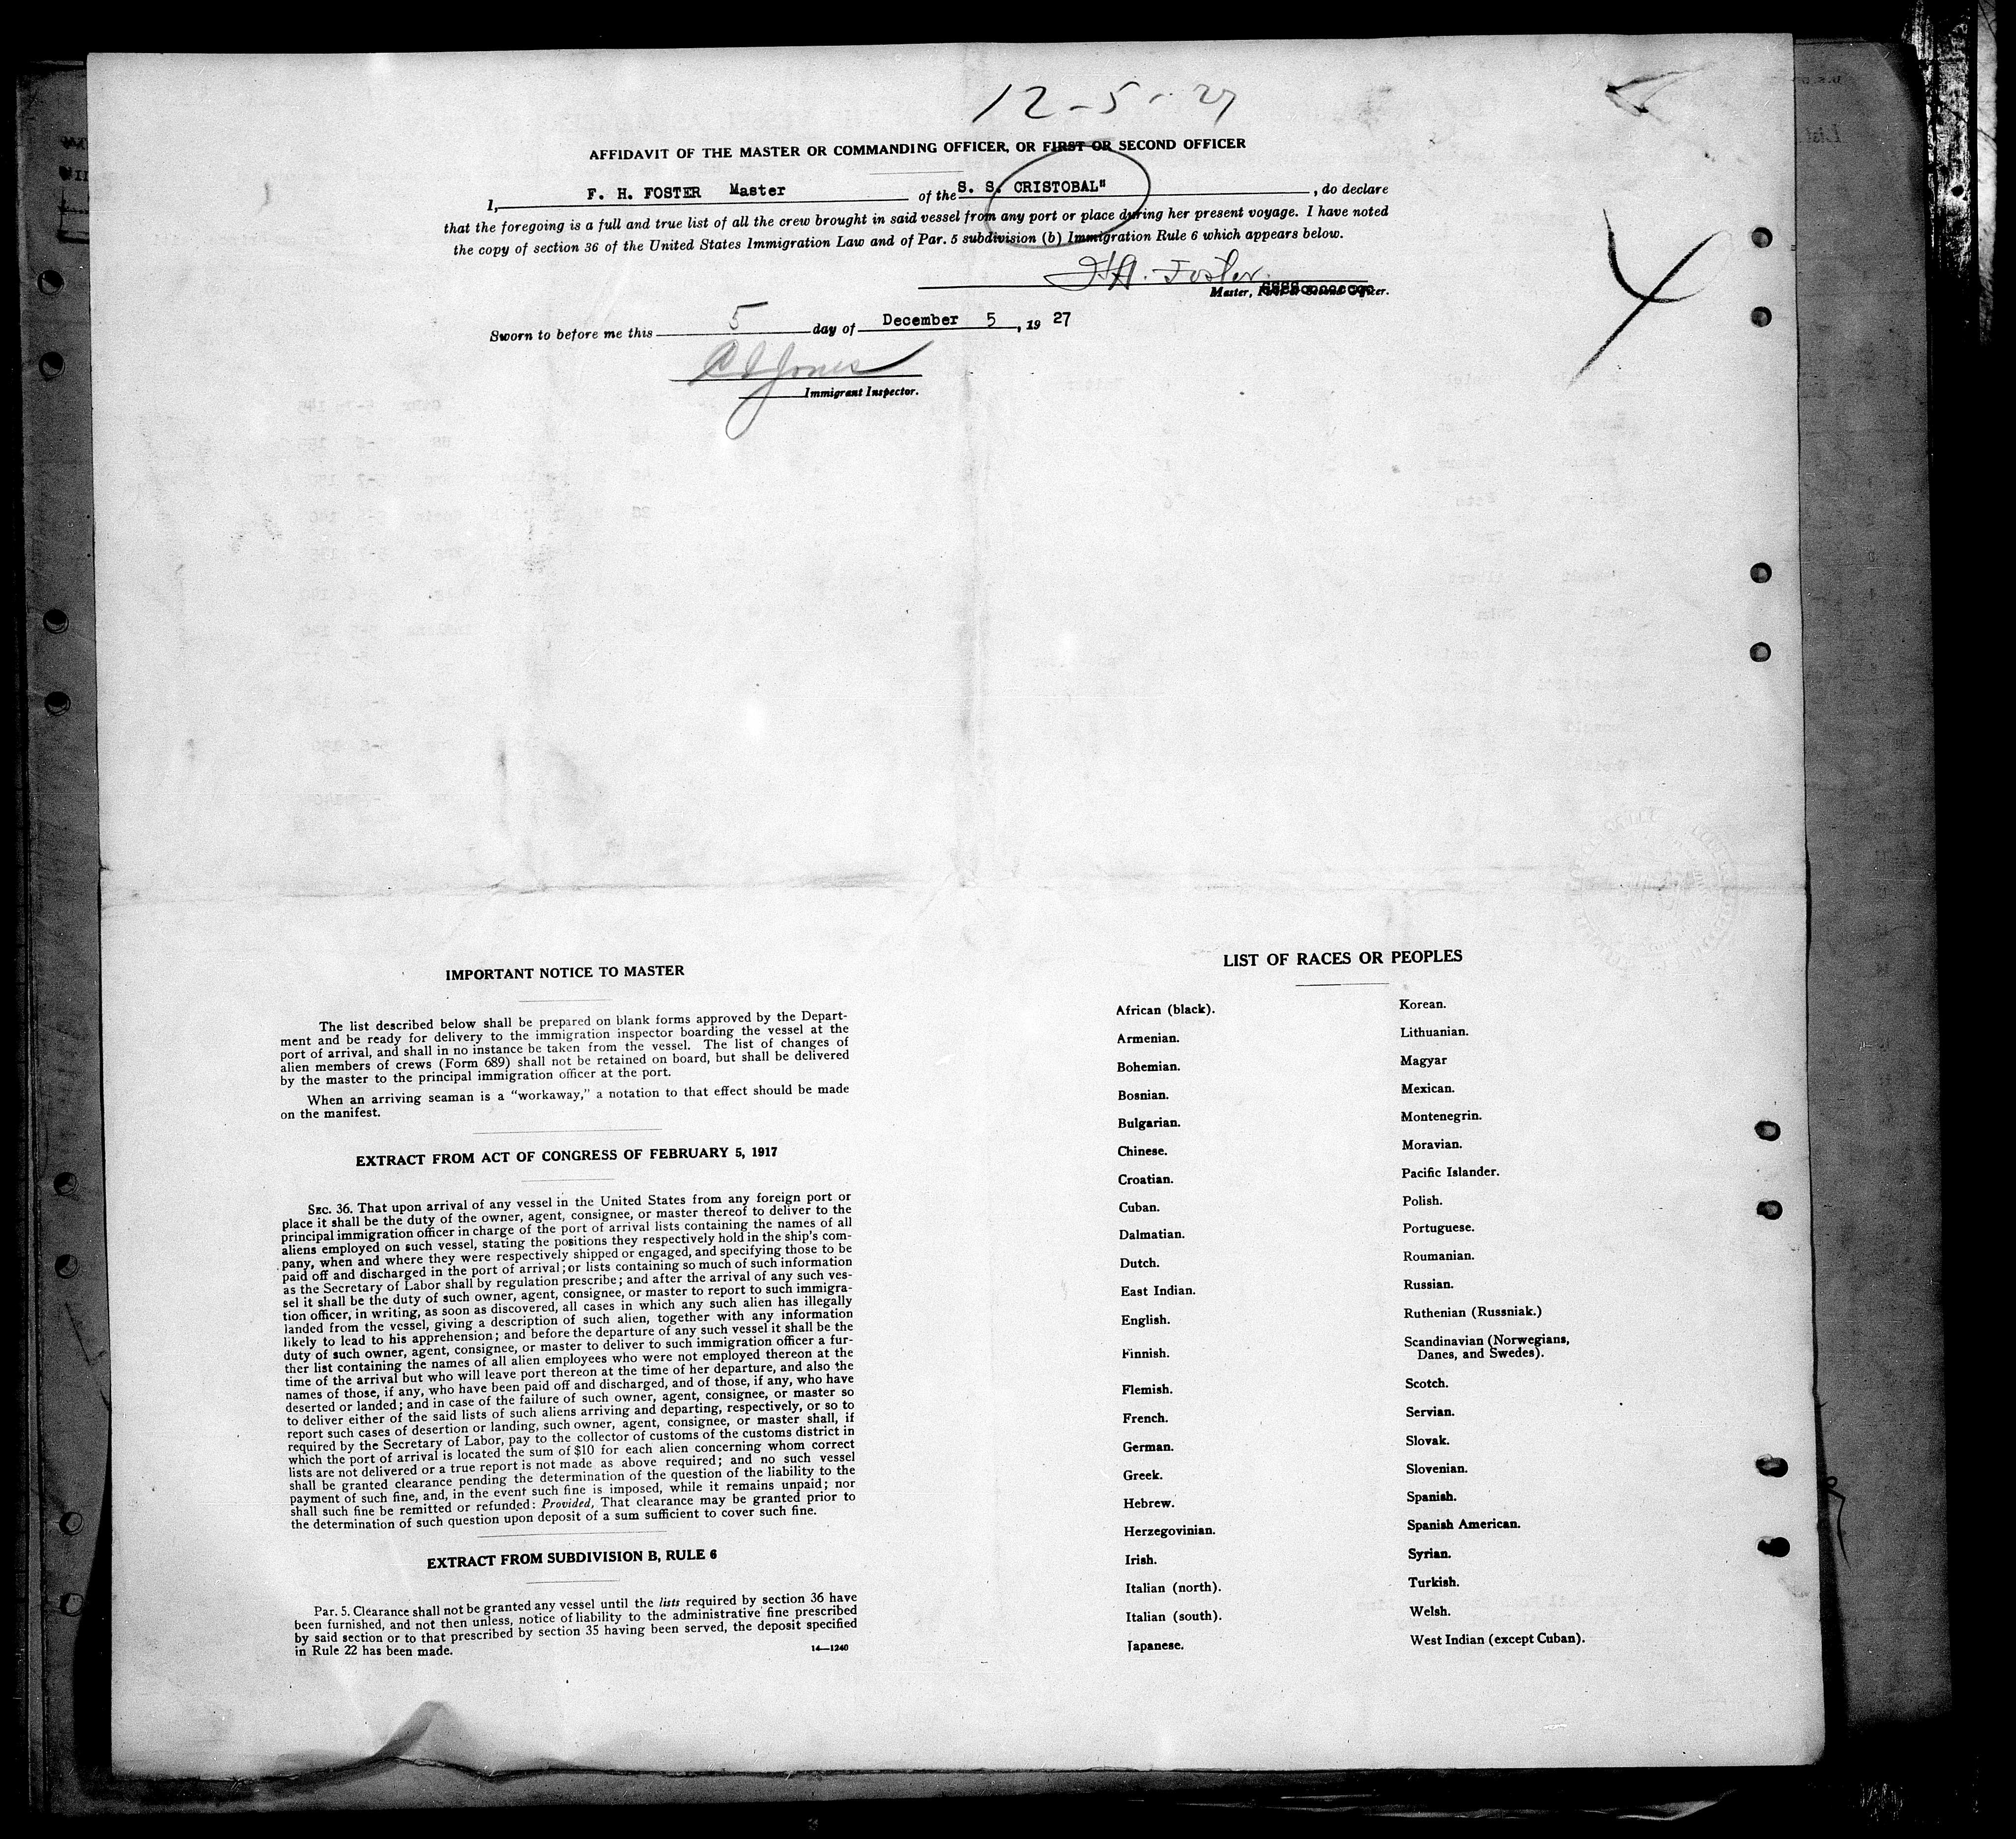 12-5-27
AFFIDAVIT OF THE MASTER OR COMMANDING OFFICER, OR FIRST OR SECOND OFFICER
I, F. H. FOSTER Master of the S. S. CRISTOBAL" , do declare
that the foregoing is a full and true list of all the crew brought in said vessel from any port or place during her present voyage. I have noted
the copy of section 36 of the United States Immigration Law and of Par. 5 subdivision (b) Immigration Rule 6 which appears below.
F.H. Foster
Master, First or Second Officer.
Sworn to before me this 5 day of December 5 , 19 27
Jones
Immigrant Inspector.
IMPORTANT NOTICE TO MASTER
The list described below shall be prepared on blank forms approved by the Depart-
ment and be ready for delivery to the immigration inspector boarding the vessel at the
port of arrival, and shall in no instance be taken from the vessel. The list of changes of
alien members of crews (Form 689) shall not be retained on board, but shall be delivered
by the master to the principal immigration officer at the port.
When an arriving seaman is a "workaway," a notation to that effect should be made
on the manifest.
EXTRACT FROM ACT OF CONGRESS OF FEBRUARY 5, 1917
SEC. 36. That upon arrival of any vessel in the United States from any foreign port or
place it shall be the duty of the owner, agent, consignee, or master thereof to deliver to the
principal immigration officer in charge of the port of arrival lists containing the names of all
aliens employed on such vessel, stating the positions they respectively hold in the ship's com-
pany, when and where they were respectively shipped or engaged, and specifying those to be
paid off and discharged in the port of arrival; or lists containing so much of such information
as the Secretary of Labor shall by regulation prescribe; and after the arrival of any such ves-
sel it shall be the duty of such owner, agent, consignee, or master to report to such immigra-
tion officer, in writing, as soon as discovered, all cases in which any such alien has illegally
landed from the vessel, giving a description of such alien, together with any information
likely to lead to his apprehension; and before the departure of any such vessel it shall be the
duty of such owner, agent, consignee, or master to deliver to such immigration officer a fur-
ther list containing the names of all alien employees who were not employed thereon at the
time of the arrival but who will leave port thereon at the time of her departure, and also the
names of those, if any, who have been paid off and discharged, and of those, if any, who have
deserted or landed; and in case of the failure of such owner, agent, consignee, or master so
to deliver either of the said lists of such aliens arriving and departing, respectively, or so to
report such cases of desertion or landing, such owner, agent, consignee, or master shall, if
required by the Secretary of Labor, pay to the collector of customs of the customs district in
which the port of arrival is located the sum of $10 for each alien concerning whom correct
lists are not delivered or a true report is not made as above required; and no such vessel
shall be granted clearance pending the determination of the question of the liability to the
payment of such fine, and, in the event such fine is imposed, while it remains unpaid; nor
shall such fine be remitted or refunded: Provided, That clearance may be granted prior to
the determination of such question upon deposit of a sum sufficient to cover such fine.
EXTRACT FROM SUBDIVISION B, RULE 6
Par. 5. Clearance shall not be granted any vessel until the lists required by section 36 have
been furnished, and not then unless, notice of liability to the administrative fine prescribed
by said section or to that prescribed by section 35 having been served, the deposit specified
in Rule 22 has been made.
14—1240
LIST OF RACES OR PEOPLES
African (black).
Armenian.
Bohemian.
Bosnian.
Bulgarian.
Chinese.
Croatian.
Cuban.
Dalmatian.
Dutch.
East Indian.
English.
Finnish.
Flemish.
French.
German.
Greek.
Hebrew.
Herzegovinian.
Irish.
Italian (north).
Italian (south).
Japanese.
Korean.
Lithuanian.
Magyar
Mexican.
Montenegrin.
Moravian.
Pacific Islander.
Polish.
Portuguese.
Roumanian.
Russian.
Ruthenian (Russniak.)
Scandinavian (Norwegians,
Danes, and Swedes).
Scotch.
Servian.
Slovak.
Slovenian.
Spanish.
Spanish American.
Syrian.
Turkish.
Welsh.
West Indian (except Cuban).